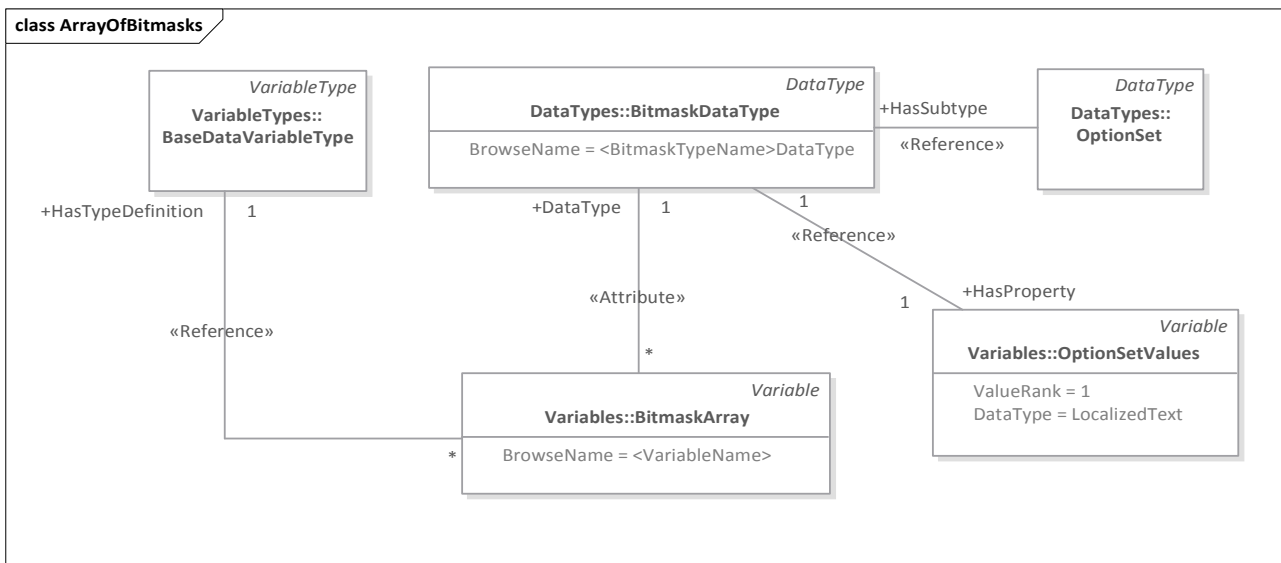 class ArrayOfBitmasks
VariableType
VariableTypes::
BaseDataVariableType
DataType
DataTypes::BitmaskDataType
BrowseName = <BitmaskTypeName>DataType
+HasSubtype
«Reference»
DataType
DataTypes::
OptionSet
+HasTypeDefinition
1
+DataType
1
1
«Reference»
«Attribute»
+HasProperty
1
«Reference»
*
Variable
Variables::OptionSetValues
ValueRank = 1
DataType = LocalizedText
Variable
Variables::BitmaskArray
BrowseName = <VariableName>
*